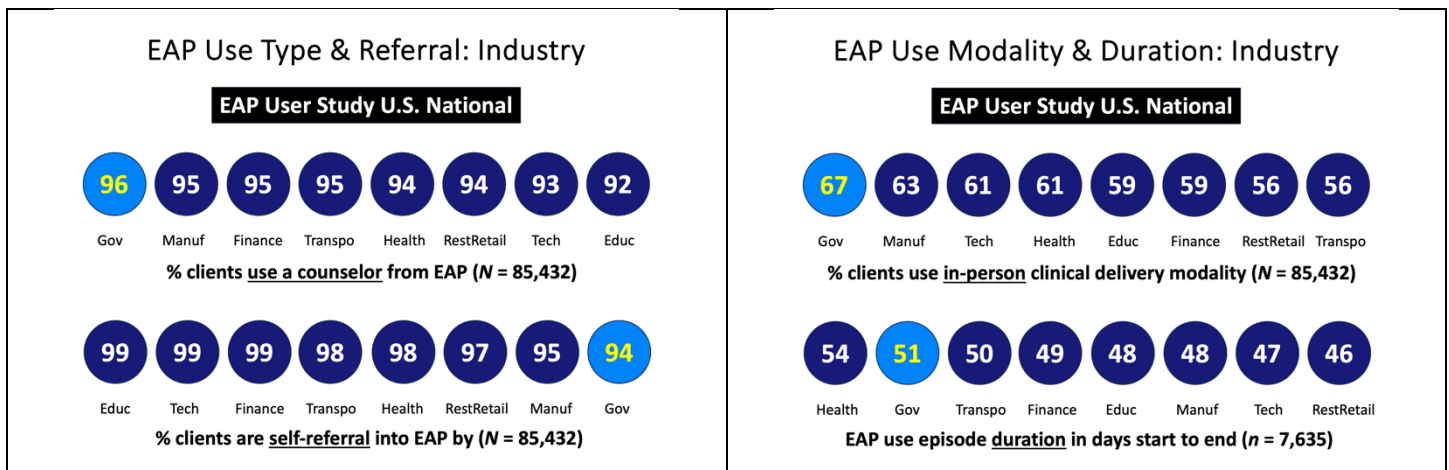 EAP Use Type & Referral: Industry
EAP User Study U.S. National
96 95 95 95 94 94 93 92
Gov Manuf Finance Transpo Health RestRetail Tech Educ
% clients use a counselor from EAP (N = 85,432)
99 99 99 98 98 97 95 94
Educ Tech Finance Transpo Health RestRetail Manuf Gov
% clients are self-referral into EAP by (N = 85,432)
EAP Use Modality & Duration: Industry
EAP User Study U.S. National
67 63 61 61 59 59 56 56
Gov Manuf Tech Health Educ Finance RestRetail Transpo
% clients use in-person clinical delivery modality (N = 85,432)
54 51 50 49 48 48 47 46
Health Gov Transpo Finance Educ Manuf Tech RestRetail
EAP use episode duration in days start to end (n = 7,635)